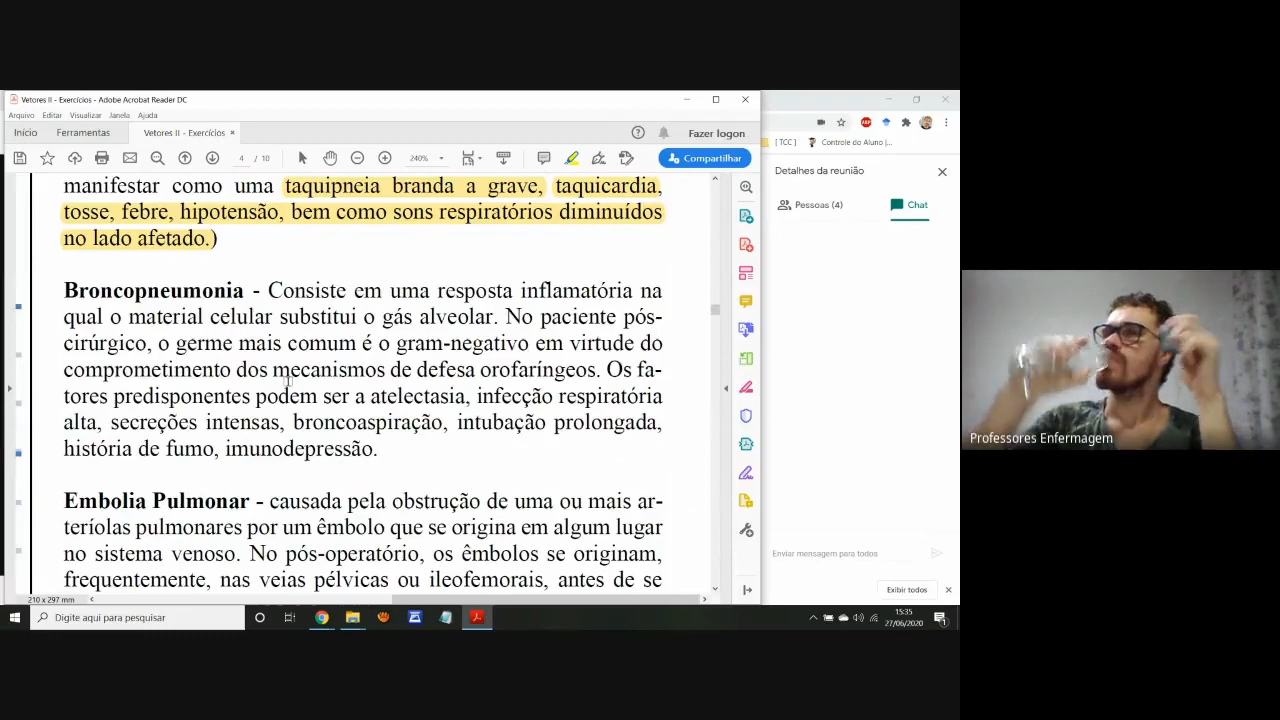 Vetores II - Exercícios - Adobe Acrobat Reader DC
Arquivo Editar Visualizar Janela Ajuda
Início Ferramentas Vetores II - Exercícios × Fazer logon
4 / 10 240% Compartilhar
manifestar como uma taquipneia branda a grave, taquicardia,
tosse, febre, hipotensão, bem como sons respiratórios diminuídos
no lado afetado.)
Broncopneumonia - Consiste em uma resposta inflamatória na
qual o material celular substitui o gás alveolar. No paciente pós-
cirúrgico, o germe mais comum é o gram-negativo em virtude do
comprometimento dos mecanismos de defesa orofaríngeos. Os fa-
tores predisponentes podem ser a atelectasia, infecção respiratória
alta, secreções intensas, broncoaspiração, intubação prolongada,
história de fumo, imunodepressão.
Embolia Pulmonar - causada pela obstrução de uma ou mais ar-
teríolas pulmonares por um êmbolo que se origina em algum lugar
no sistema venoso. No pós-operatório, os êmbolos se originam,
frequentemente, nas veias pélvicas ou ileofemorais, antes de se
210 x 297 mm
ABP
[ TCC ] Controle do Aluno |...
Detalhes da reunião
Pessoas (4) Chat
Enviar mensagem para todos
Exibir todos
Professores Enfermagem
Digite aqui para pesquisar
15:35
27/06/2020
1